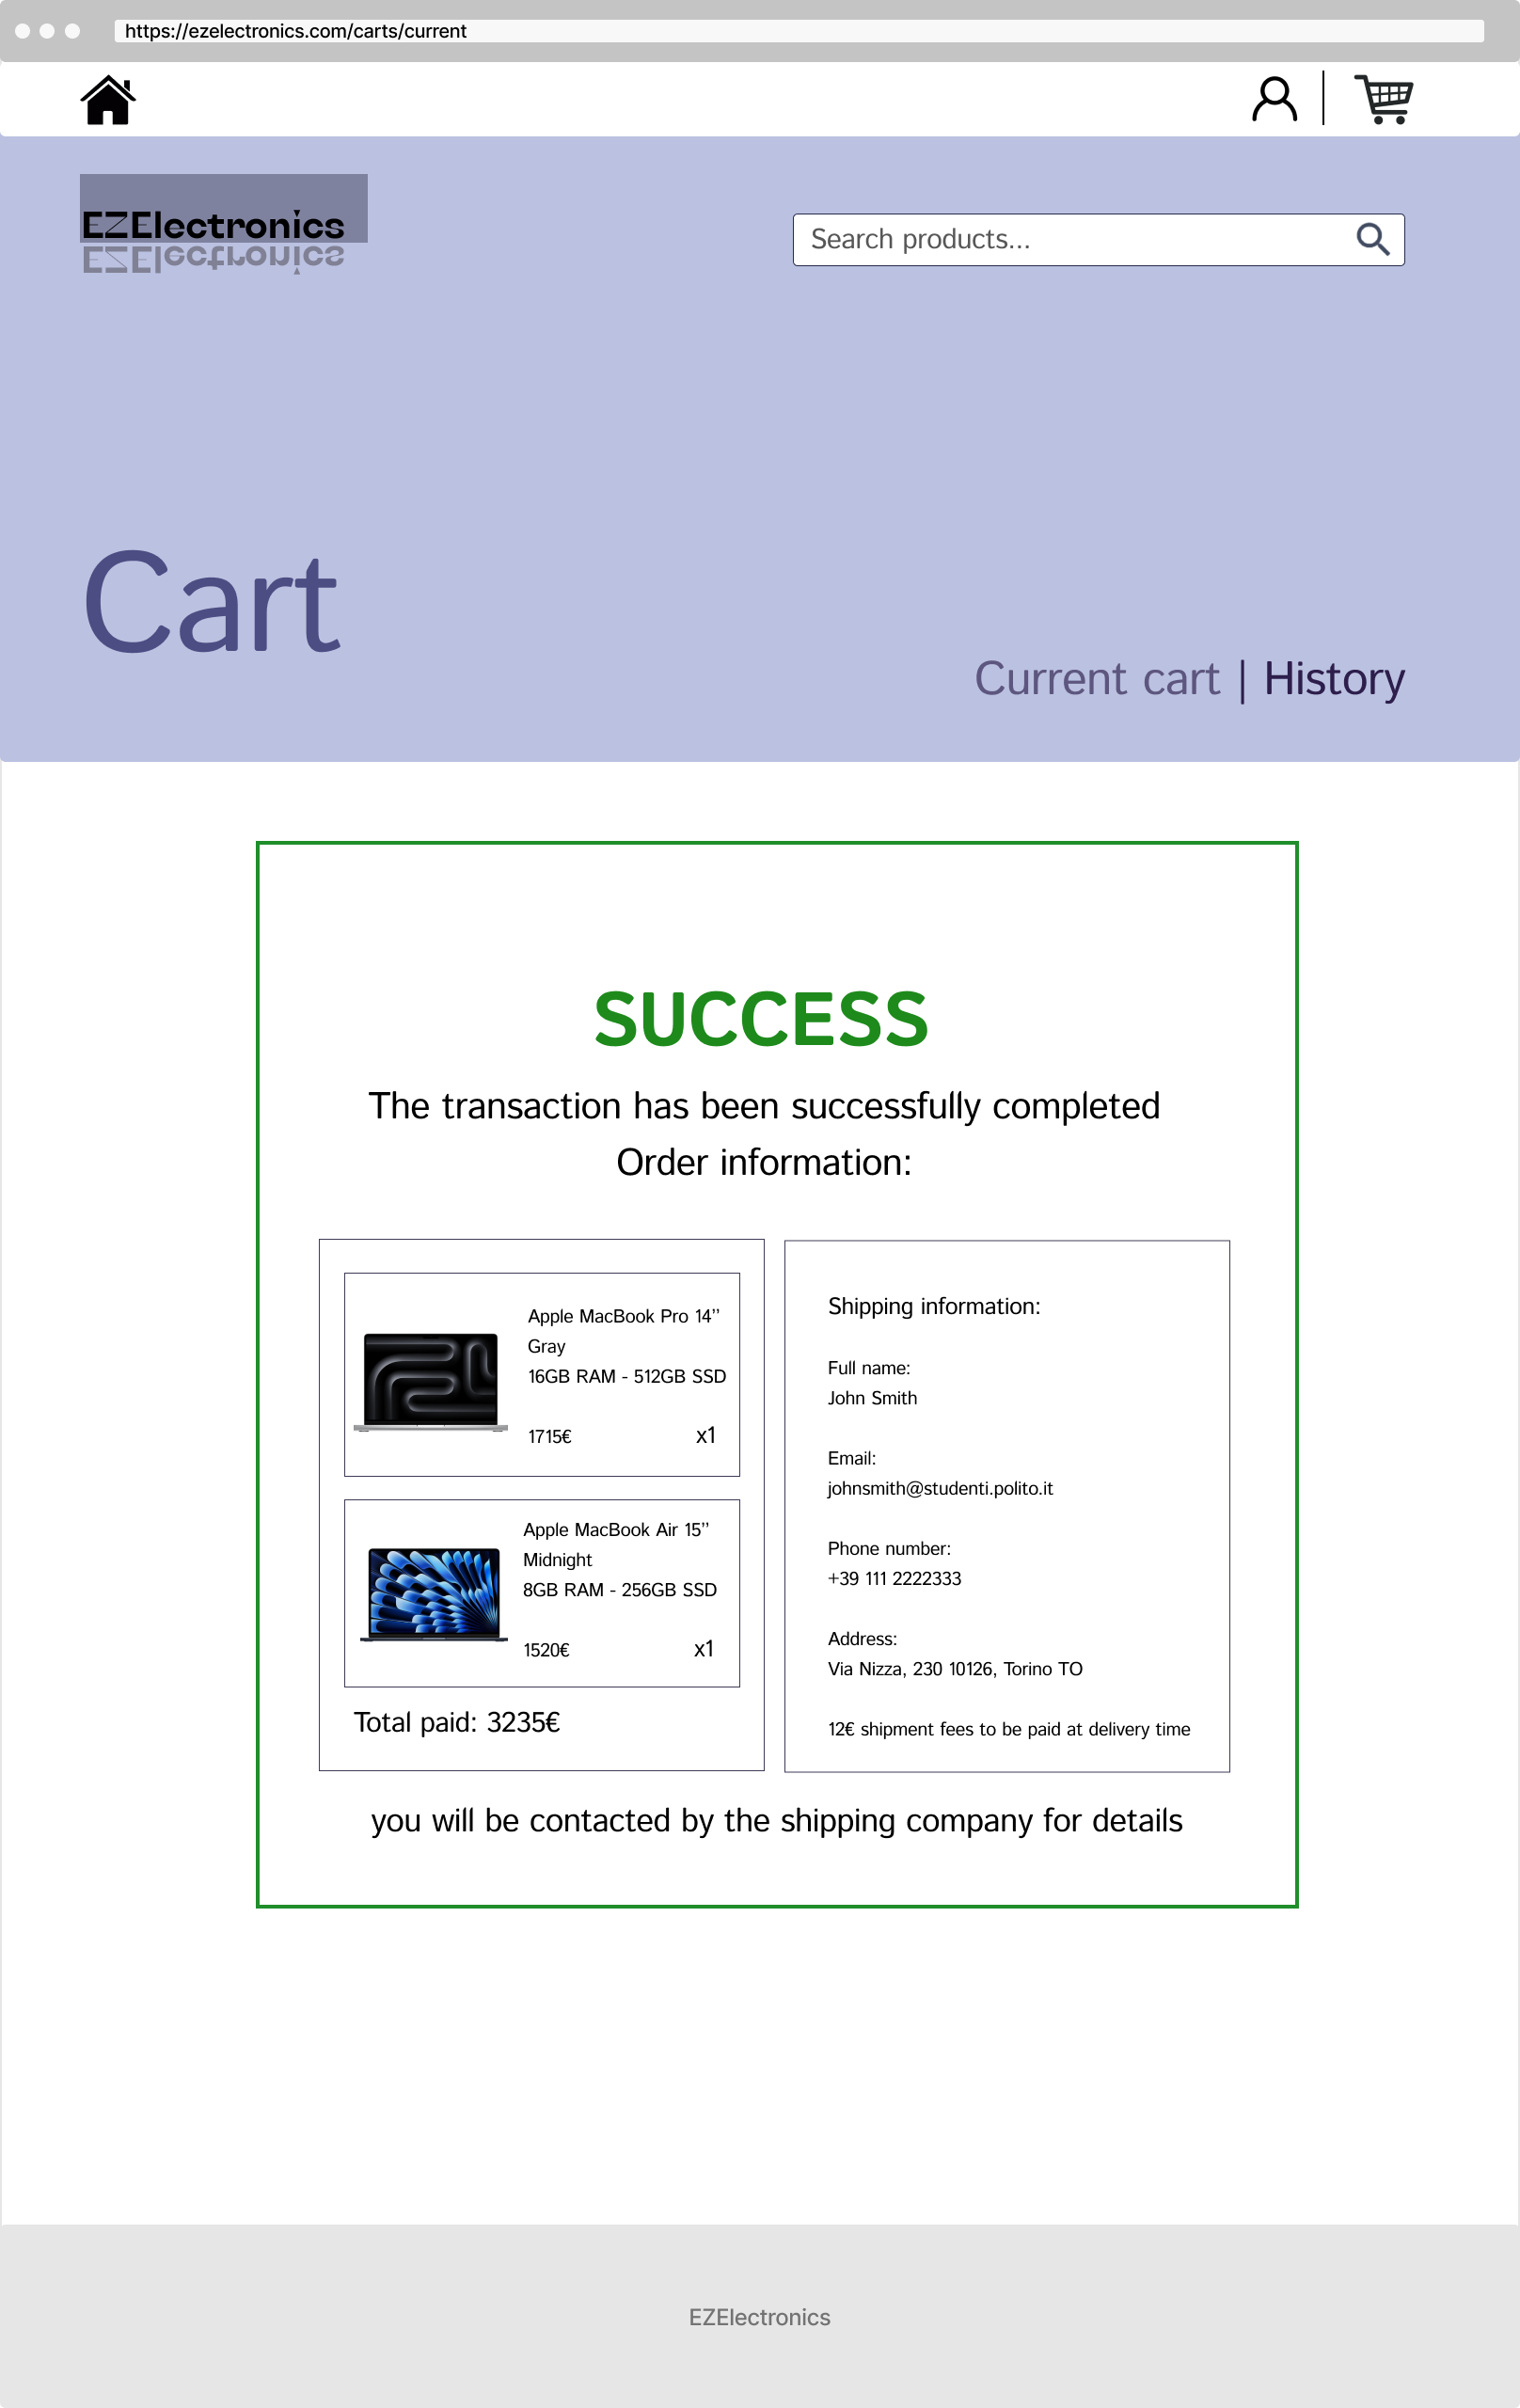 https://ezelectronics.com/carts/current
EZElectronics
EZElectronics
Search products...
Cart
Current cart | History
SUCCESS
The transaction has been successfully completed
Order information:
Apple MacBook Pro 14’’
Gray
16GB RAM - 512GB SSD
1715€ x1
Apple MacBook Air 15’’
Midnight
8GB RAM - 256GB SSD
1520€ x1
Total paid: 3235€
Shipping information:
Full name:
John Smith
Email:
johnsmith@studenti.polito.it
Phone number:
+39 111 2222333
Address:
Via Nizza, 230 10126, Torino TO
12€ shipment fees to be paid at delivery time
you will be contacted by the shipping company for details
EZElectronics